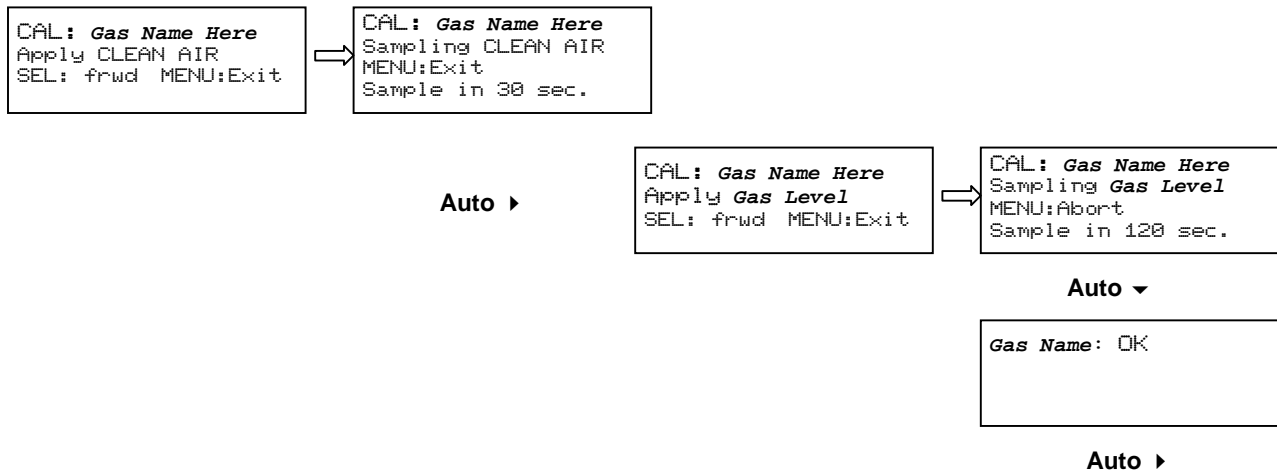 CAL: Gas Name Here
Apply CLEAN AIR
SEL: frwd MENU:Exit
CAL: Gas Name Here
Sampling CLEAN AIR
MENU:Exit
Sample in 30 sec.
Auto
CAL: Gas Name Here
Apply Gas Level
SEL: frwd MENU:Exit
CAL: Gas Name Here
Sampling Gas Level
MENU:Abort
Sample in 120 sec.
Auto
Gas Name: OK
Auto